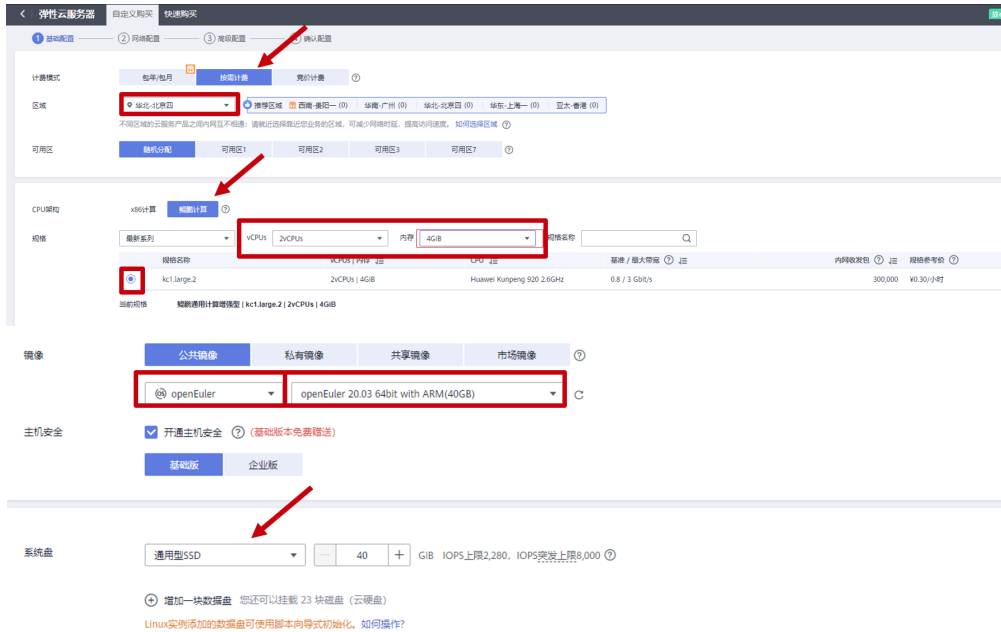 弹性云服务器 自定义购买 快速购买
1 基础配置 2 网络配置 3 高级配置 确认配置
计费模式 包年/包月 按需计费 竞价计费
区域 华北-北京四 推荐区域 西南-贵阳一 (0) 华南-广州 (0) 华北-北京四 (0) 华东-上海一 (0) 亚太-香港 (0)
不同区域的云服务产品之间内网互不相通;请就近选择靠近您业务的区域,可减少网络时延,提高访问速度。 如何选择区域
可用区 随机分配 可用区1 可用区2 可用区3 可用区7
CPU架构 x86计算 鲲鹏计算
规格 最新系列 vCPUs 2vCPUs 内存 4GiB 规格名称
规格名称 vCPUs | 内存 CPU 基准 / 最大带宽 内网收发包 规格参考价
kc1.large.2 2vCPUs | 4GiB Huawei Kunpeng 920 2.6GHz 0.8 / 3 Gbit/s 300,000 ¥0.30/小时
当前规格 鲲鹏通用计算增强型 | kc1.large.2 | 2vCPUs | 4GiB
镜像 公共镜像 私有镜像 共享镜像 市场镜像
openEuler openEuler 20.03 64bit with ARM(40GB)
主机安全 开通主机安全 (基础版本免费赠送)
基础版 企业版
系统盘 通用型SSD 40 GiB IOPS上限2,280, IOPS突发上限8,000
增加一块数据盘 您还可以挂载 23 块磁盘 (云硬盘)
Linux实例添加的数据盘可使用脚本向导式初始化。如何操作?